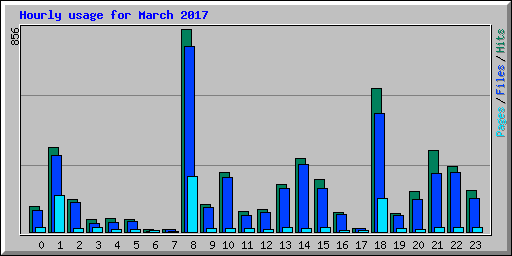 Hourly usage for March 2017
856
Pages/Files/Hits
0 1 2 3 4 5 6 7 8 9 10 11 12 13 14 15 16 17 18 19 20 21 22 23